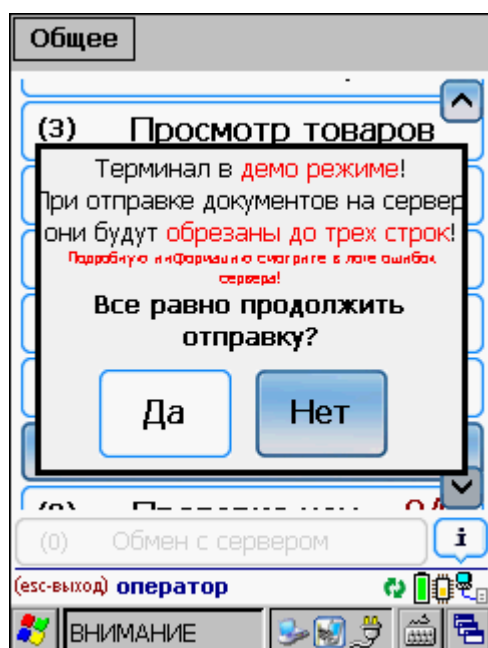 Общее
(3) Просмотр товаров
Терминал в демо режиме!
При отправке документов на сервер
они будут обрезаны до трех строк!
Подробную информацию смотрите в логе ошибок
сервера!
Все равно продолжить
отправку?
Да Нет
(0) Обмен с сервером
i
(esc-выход) оператор
ВНИМАНИЕ